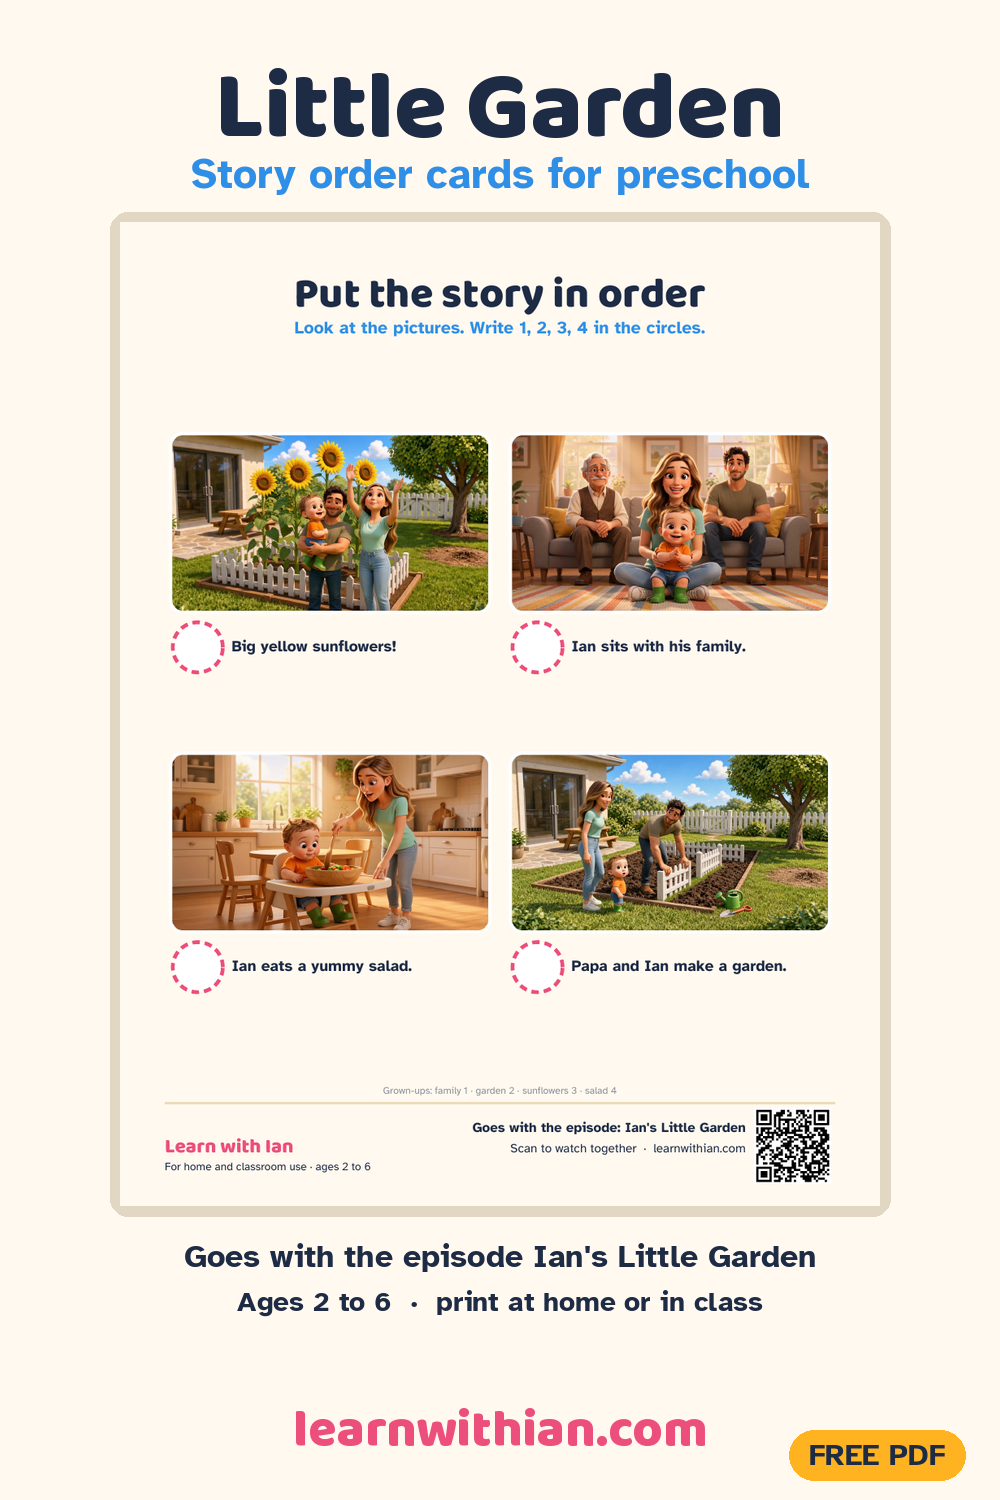 Little Garden
Story order cards for preschool
Put the story in order
Look at the pictures. Write 1, 2, 3, 4 in the circles.
Big yellow sunflowers!
Ian sits with his family.
Ian eats a yummy salad.
Papa and Ian make a garden.
Grown-ups: family 1 · garden 2 · sunflowers 3 · salad 4
Learn with Ian
For home and classroom use · ages 2 to 6
Goes with the episode: Ian's Little Garden
Scan to watch together · learnwithian.com
Goes with the episode Ian's Little Garden
Ages 2 to 6 · print at home or in class
learnwithian.com
FREE PDF